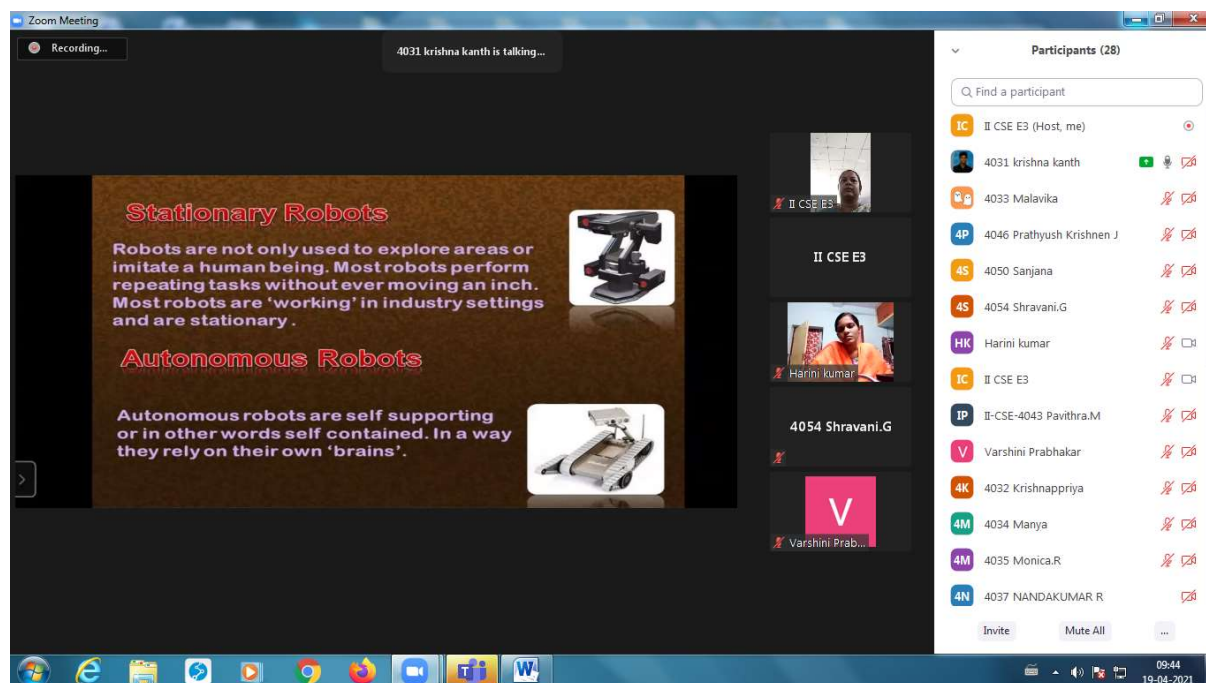 Zoom Meeting
Recording...
4031 krishna kanth is talking...
Stationary Robots
Robots are not only used to explore areas or
imitate a human being. Most robots perform
repeating tasks without ever moving an inch.
Most robots are 'working' in industry settings
and are stationary .
Autonomous Robots
Autonomous robots are self supporting
or in other words self contained. In a way
they rely on their own 'brains'.
II CSE E3
II CSE E3
Harini kumar
4054 Shravani.G
V
Varshini Prab...
Participants (28)
Find a participant
IC II CSE E3 (Host, me)
4031 krishna kanth
4033 Malavika
4P 4046 Prathyush Krishnen J
4S 4050 Sanjana
4S 4054 Shravani.G
HK Harini kumar
IC II CSE E3
IP II-CSE-4043 Pavithra.M
V Varshini Prabhakar
4K 4032 Krishnappriya
4M 4034 Manya
4M 4035 Monica.R
4N 4037 NANDAKUMAR R
Invite Mute All ...
09:44
19-04-2021